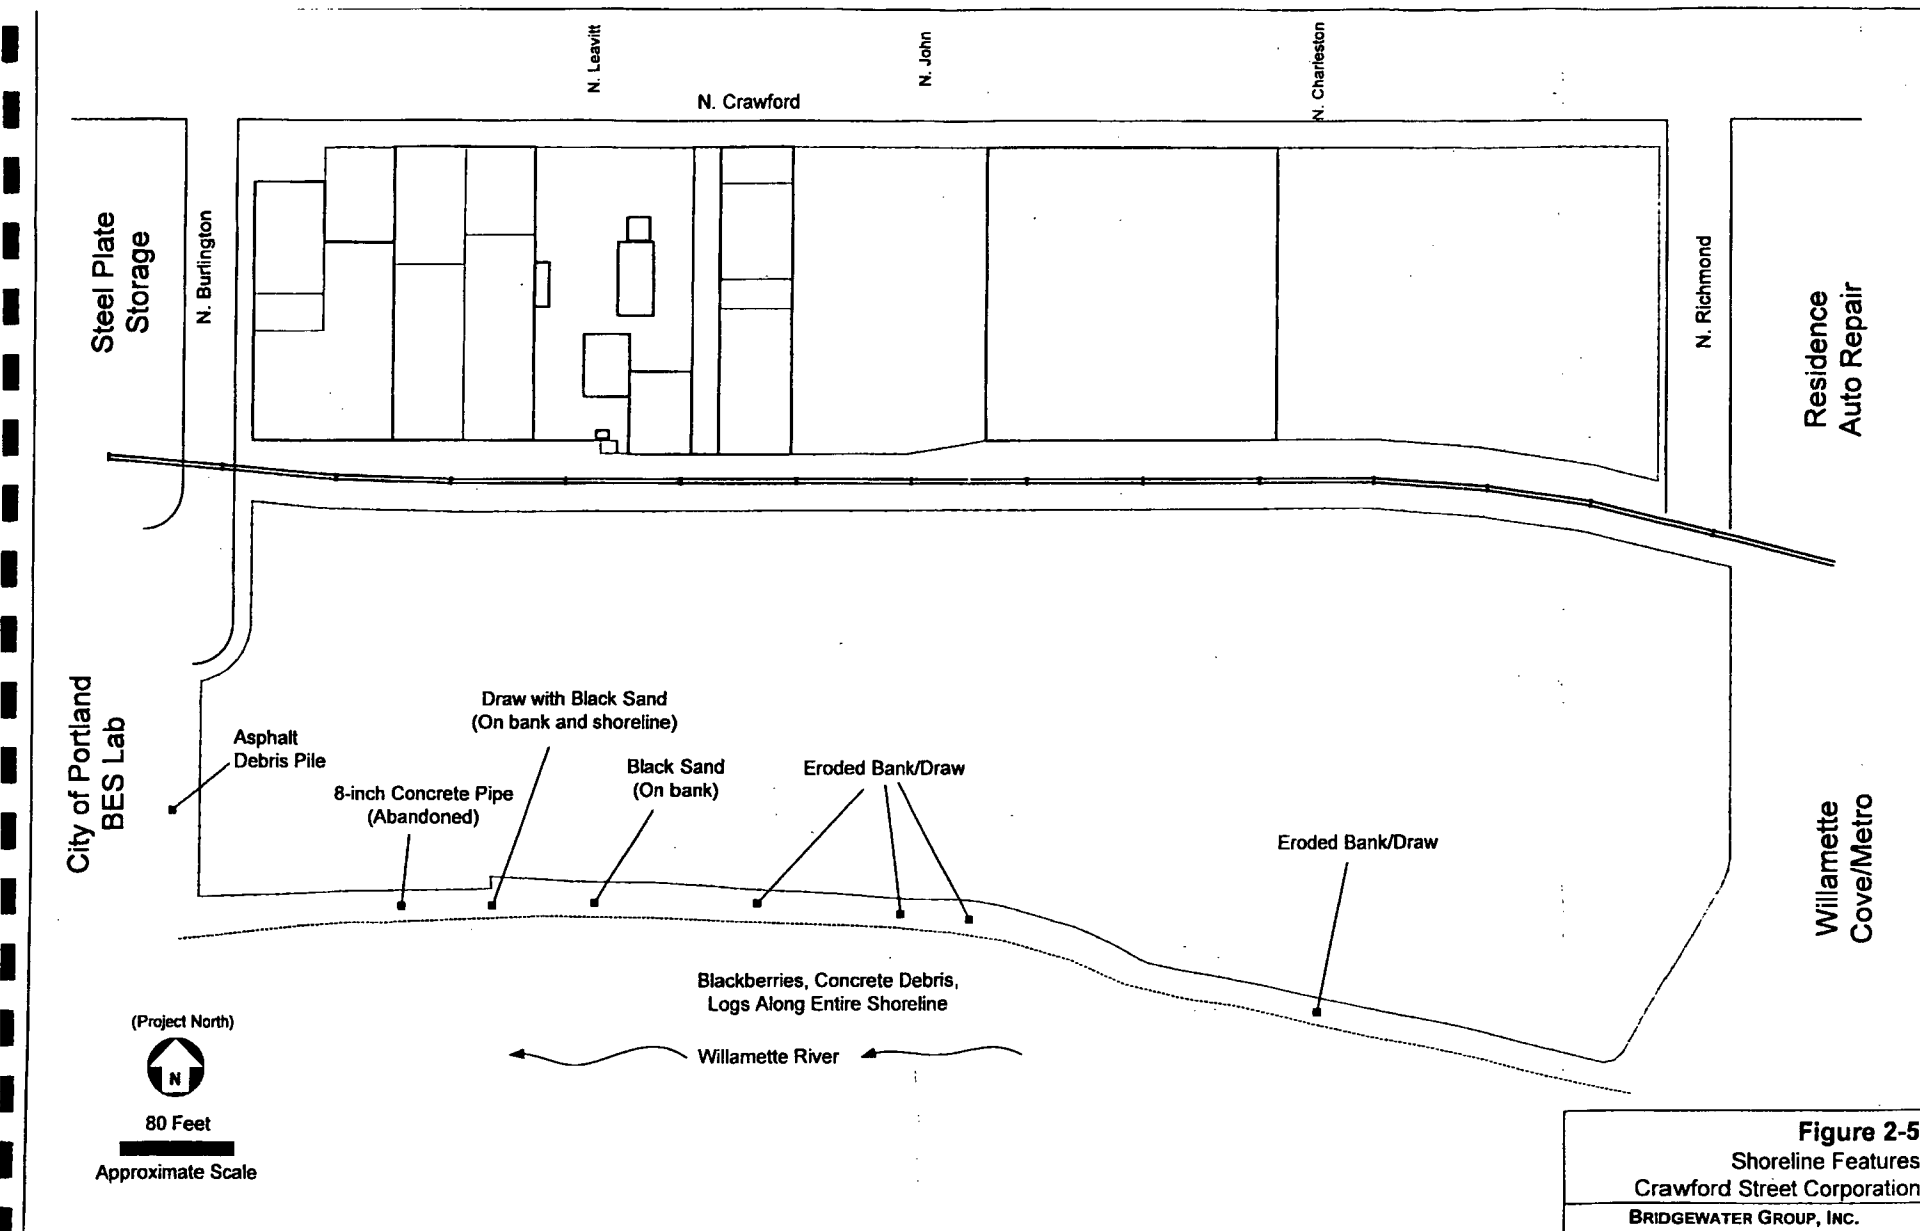 N. Leavitt
N. John
N. Charleston
N. Crawford
Steel Plate
Storage
N. Burlington
N. Richmond
Residence
Auto Repair
City of Portland
BES Lab
Asphalt
Debris Pile
8-inch Concrete Pipe
(Abandoned)
Draw with Black Sand
(On bank and shoreline)
Black Sand
(On bank)
Eroded Bank/Draw
Eroded Bank/Draw
Willamette
Cove/Metro
Blackberries, Concrete Debris,
Logs Along Entire Shoreline
Willamette River
(Project North)
N
80 Feet
Approximate Scale
Figure 2-5
Shoreline Features
Crawford Street Corporation
BRIDGEWATER GROUP, INC.